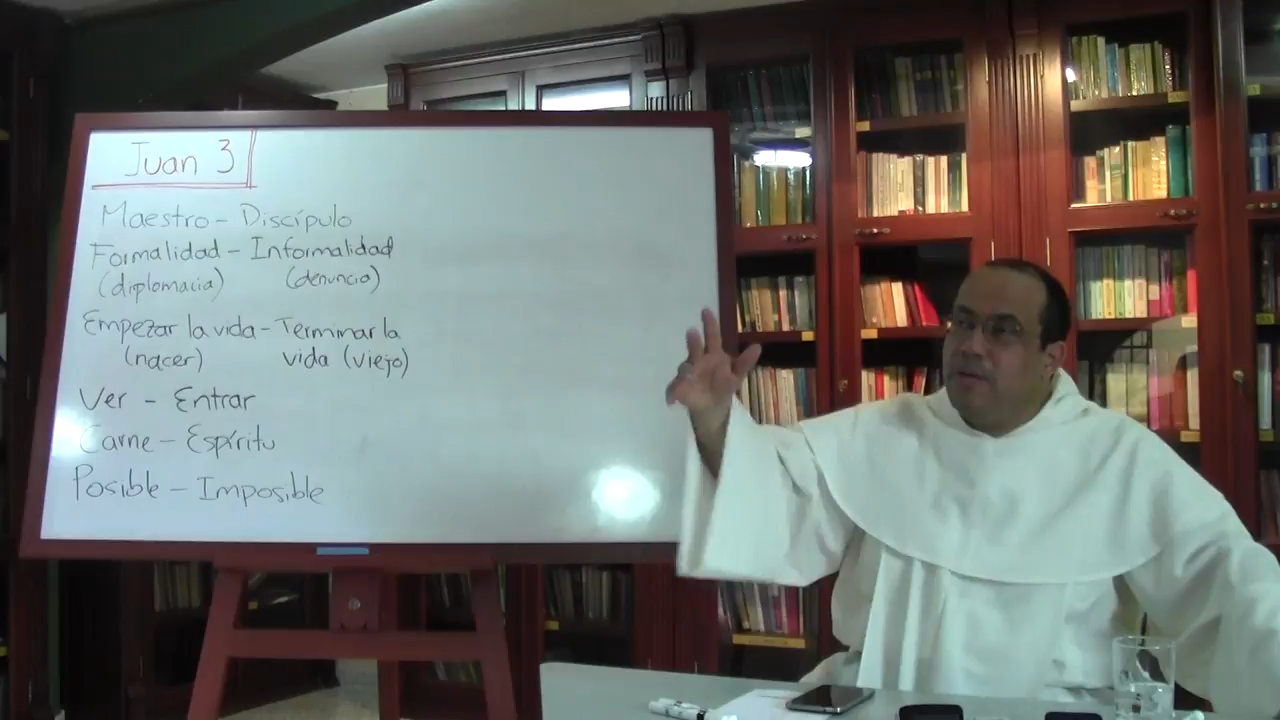 Juan 3
Maestro - Discípulo
Formalidad - Informalidad
(diplomacia) (denuncia)
Empezar la vida - Terminar la
(nacer) vida (viejo)
Ver - Entrar
Carne - Espíritu
Posible - Imposible